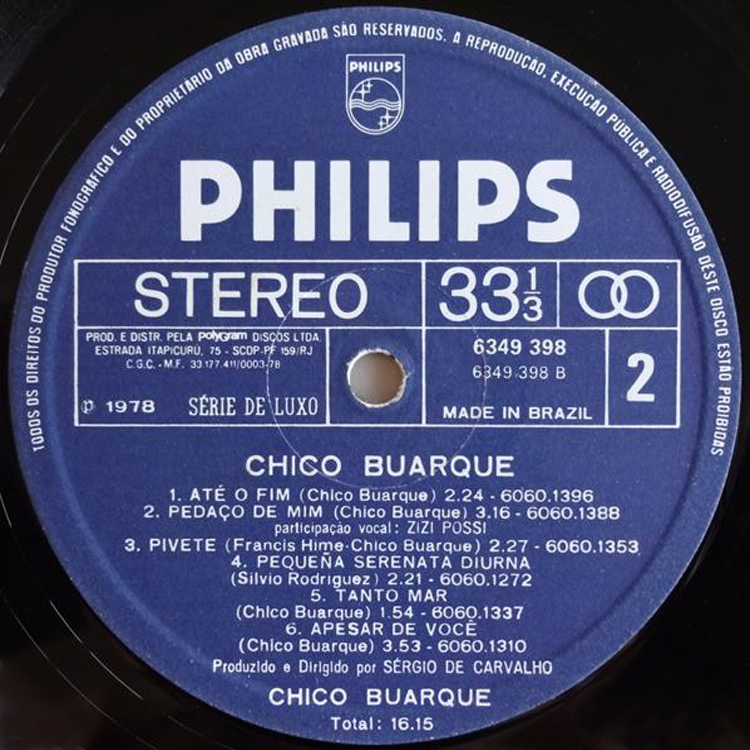 TODOS OS DIREITOS DO PRODUTOR FONOGRÁFICO E DO PROPRIETÁRIO DA OBRA GRAVADA SÃO RESERVADOS. A REPRODUÇÃO, EXECUÇÃO PÚBLICA E RADIODIFUSÃO DÊSTE DISCO ESTÃO PROIBIDAS
PHILIPS
PHILIPS
STEREO
33 1/3
PROD. E DISTR. PELA polygram DISCOS LTDA.
ESTRADA ITAPICURÚ, 75 - SCDP-PF 159/RJ
C.G.C. - M.F. 33.177.411/0003-78
℗ 1978 SÉRIE DE LUXO
6349 398
6349 398 B
MADE IN BRAZIL
2
CHICO BUARQUE
1. ATÉ O FIM (Chico Buarque) 2.24 - 6060.1396
2. PEDAÇO DE MIM (Chico Buarque) 3.16 - 6060.1388
participação vocal: ZIZI POSSI
3. PIVETE (Francis Hime-Chico Buarque) 2.27 - 6060.1353
4. PEQUEÑA SERENATA DIURNA
(Silvio Rodriguez) 2.21 - 6060.1272
5. TANTO MAR
(Chico Buarque) 1.54 - 6060.1337
6. APESAR DE VOCÊ
(Chico Buarque) 3.53 - 6060.1310
Produzido e Dirigido por SÉRGIO DE CARVALHO
CHICO BUARQUE
Total: 16.15